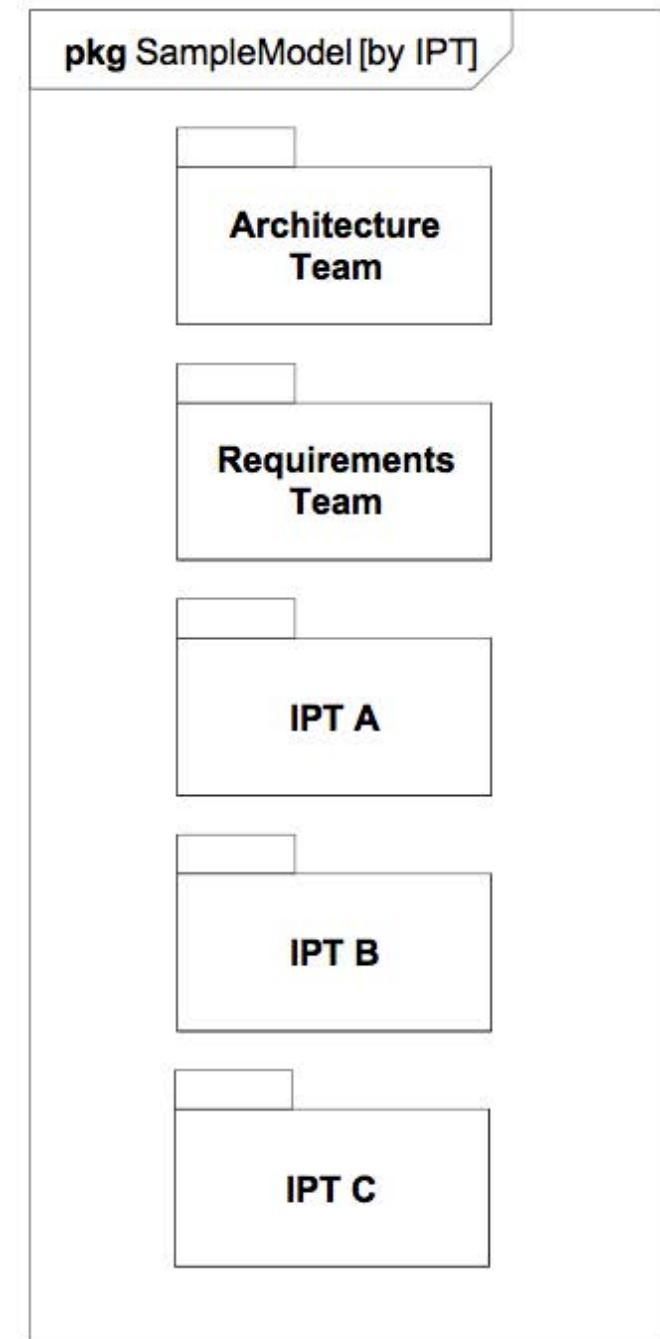 pkg SampleModel [by IPT]
Architecture
Team
Requirements
Team
IPT A
IPT B
IPT C